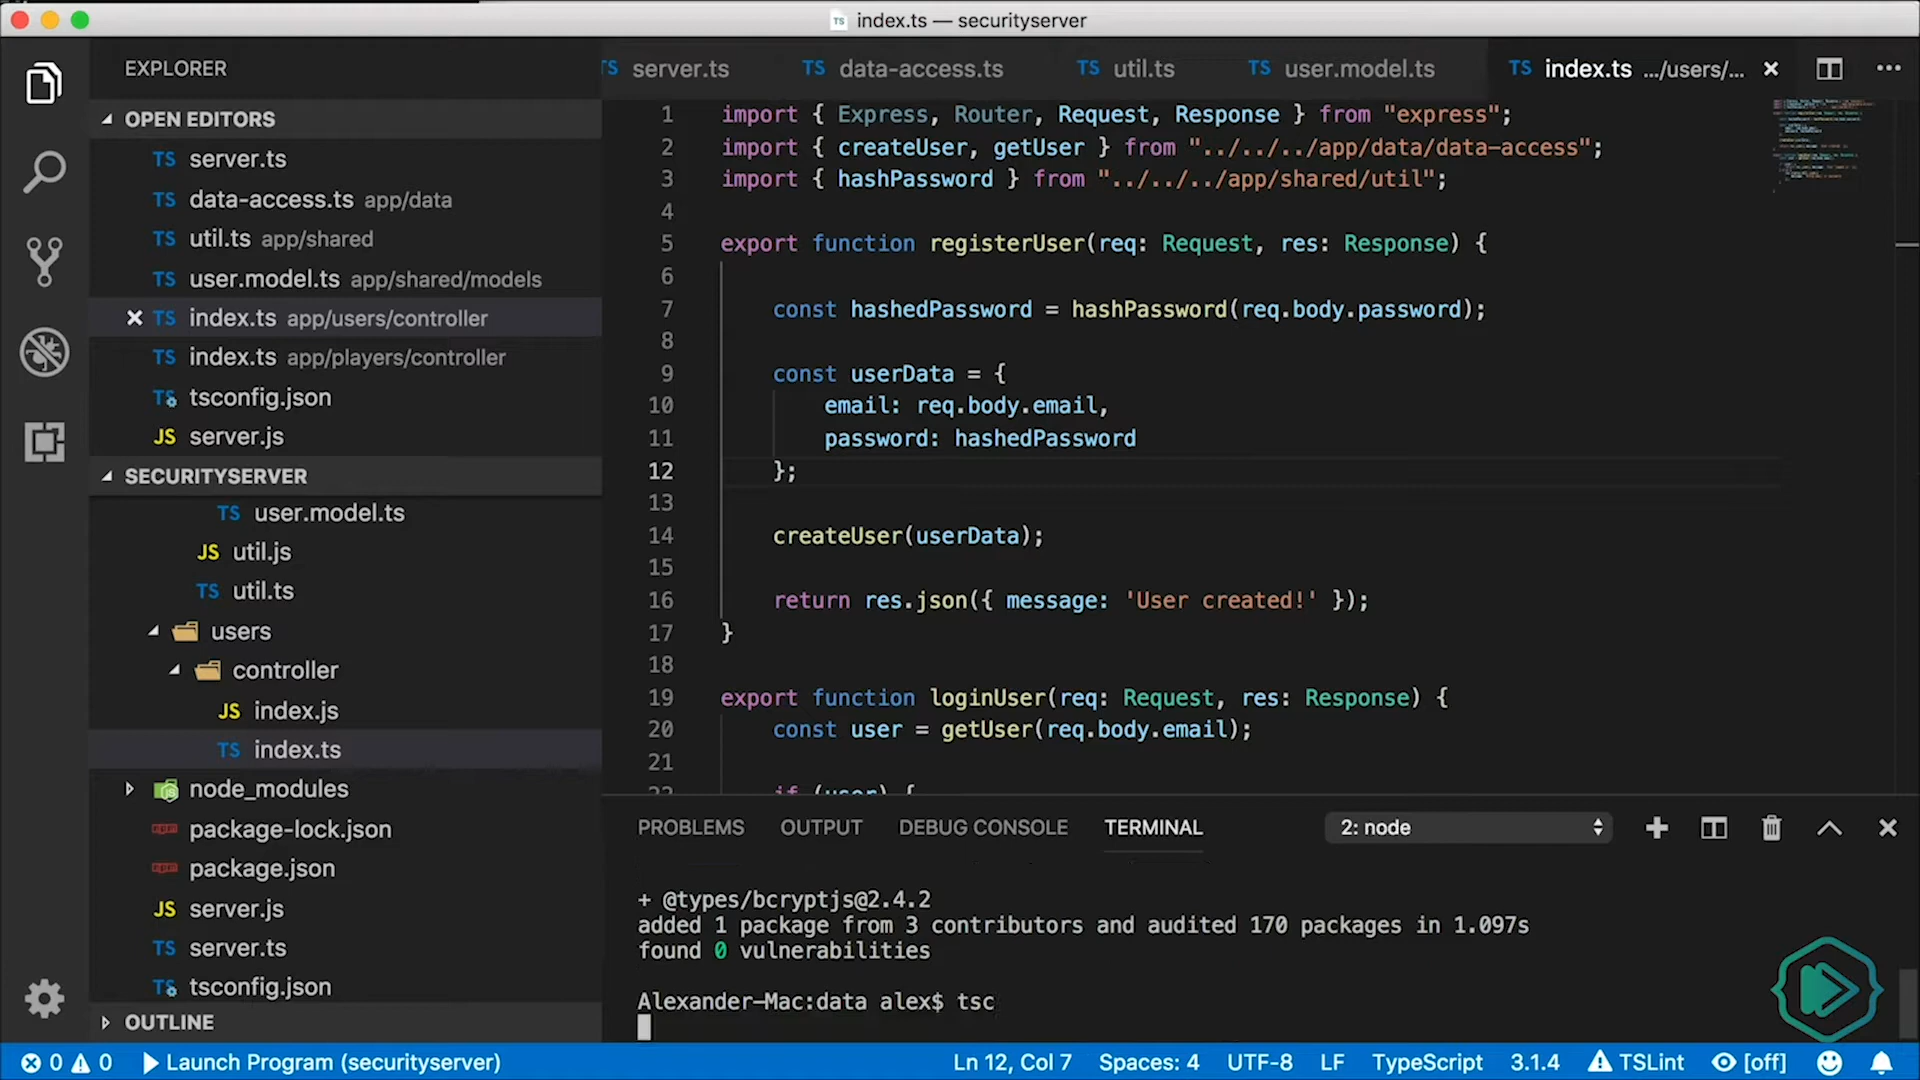 index.ts — securityserver
EXPLORER
OPEN EDITORS
server.ts
data-access.ts app/data
util.ts app/shared
user.model.ts app/shared/models
index.ts app/users/controller
index.ts app/players/controller
tsconfig.json
server.js
SECURITYSERVER
user.model.ts
util.js
util.ts
users
controller
index.js
index.ts
node_modules
package-lock.json
package.json
server.js
server.ts
tsconfig.json
OUTLINE
TS server.ts TS data-access.ts TS util.ts TS user.model.ts TS index.ts .../users/...
1 import { Express, Router, Request, Response } from "express";
2 import { createUser, getUser } from "../../../app/data/data-access";
3 import { hashPassword } from "../../../app/shared/util";
4
5 export function registerUser(req: Request, res: Response) {
6
7 const hashedPassword = hashPassword(req.body.password);
8
9 const userData = {
10 email: req.body.email,
11 password: hashedPassword
12 };
13
14 createUser(userData);
15
16 return res.json({ message: 'User created!' });
17 }
18
19 export function loginUser(req: Request, res: Response) {
20 const user = getUser(req.body.email);
21
22 if (user) {
PROBLEMS OUTPUT DEBUG CONSOLE TERMINAL 2: node
+ @types/bcryptjs@2.4.2
added 1 package from 3 contributors and audited 170 packages in 1.097s
found 0 vulnerabilities
Alexander-Mac:data alex$ tsc
0 0 Launch Program (securityserver) Ln 12, Col 7 Spaces: 4 UTF-8 LF TypeScript 3.1.4 TSLint [off]